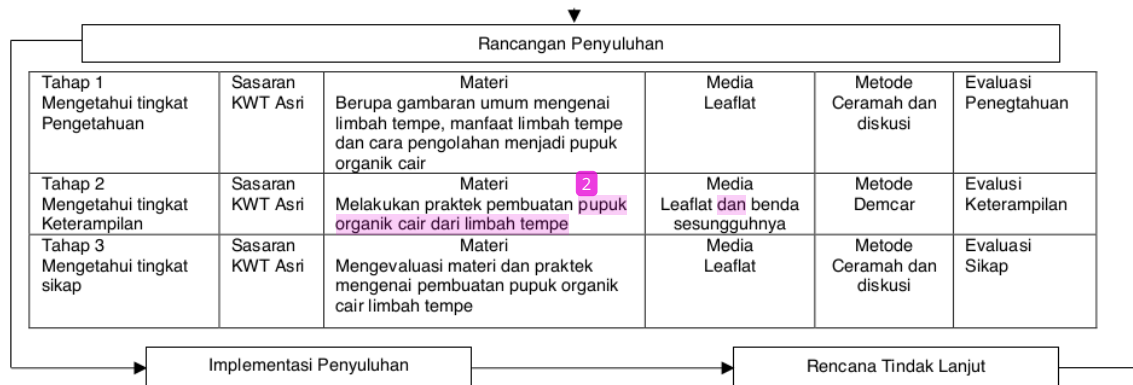 Rancangan Penyuluhan
Tahap 1
Mengetahui tingkat
Pengetahuan
Sasaran
KWT Asri
Materi
Berupa gambaran umum mengenai
limbah tempe, manfaat limbah tempe
dan cara pengolahan menjadi pupuk
organik cair
Media
Leaflat
Metode
Ceramah dan
diskusi
Evaluasi
Penegtahuan
Tahap 2
Mengetahui tingkat
Keterampilan
Sasaran
KWT Asri
Materi
2
Melakukan praktek pembuatan pupuk
organik cair dari limbah tempe
Media
Leaflat dan benda
sesungguhnya
Metode
Demcar
Evalusi
Keterampilan
Tahap 3
Mengetahui tingkat
sikap
Sasaran
KWT Asri
Materi
Mengevaluasi materi dan praktek
mengenai pembuatan pupuk organik
cair limbah tempe
Media
Leaflat
Metode
Ceramah dan
diskusi
Evaluasi
Sikap
Implementasi Penyuluhan
Rencana Tindak Lanjut